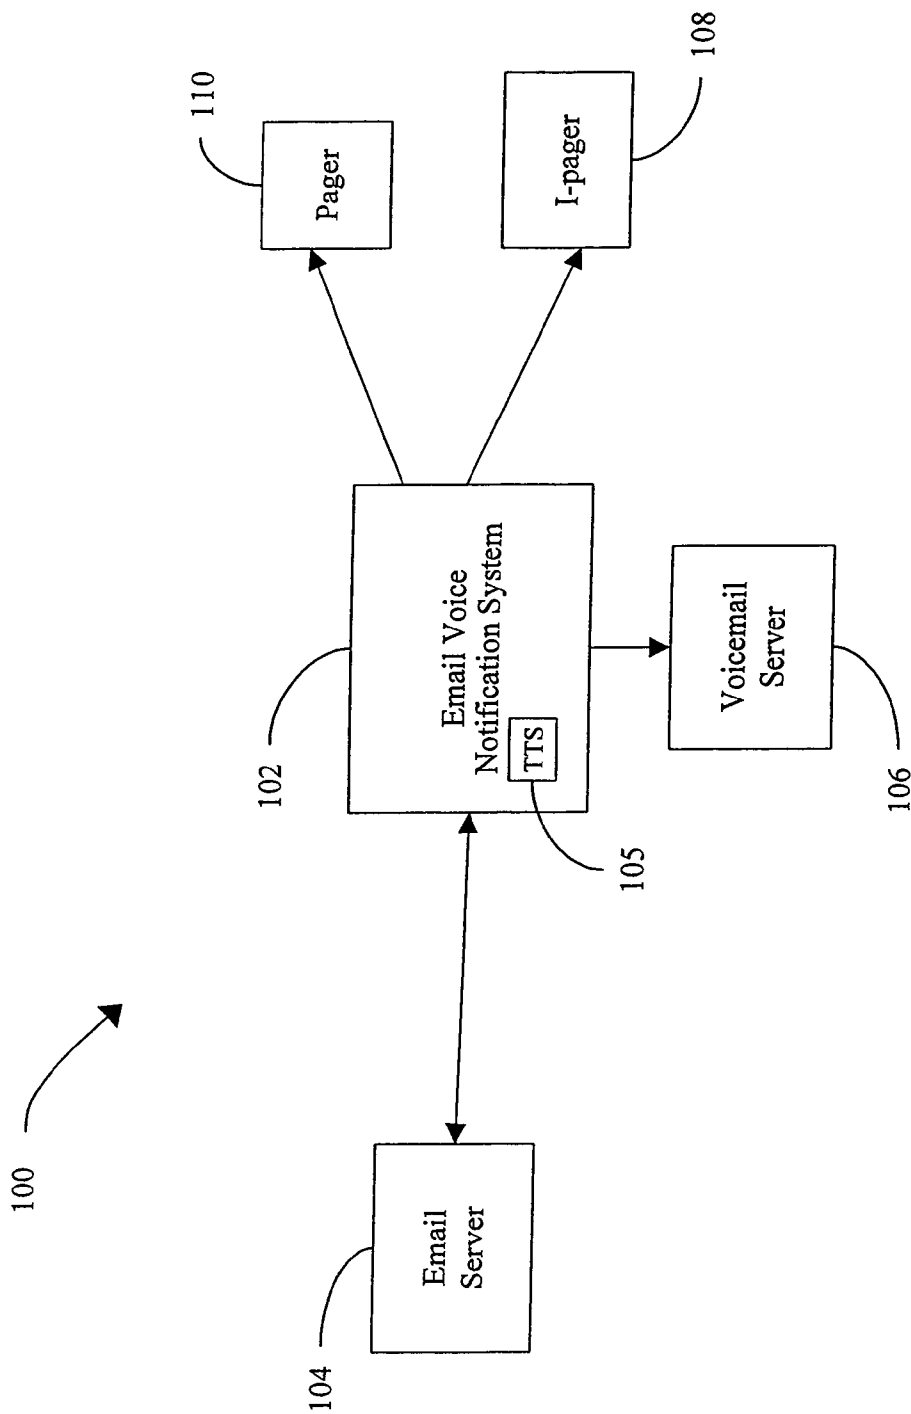 100
104
Email
Server
102
Email Voice
Notification System
TTS
105
Voicemail
Server
106
110
Pager
I-pager
108